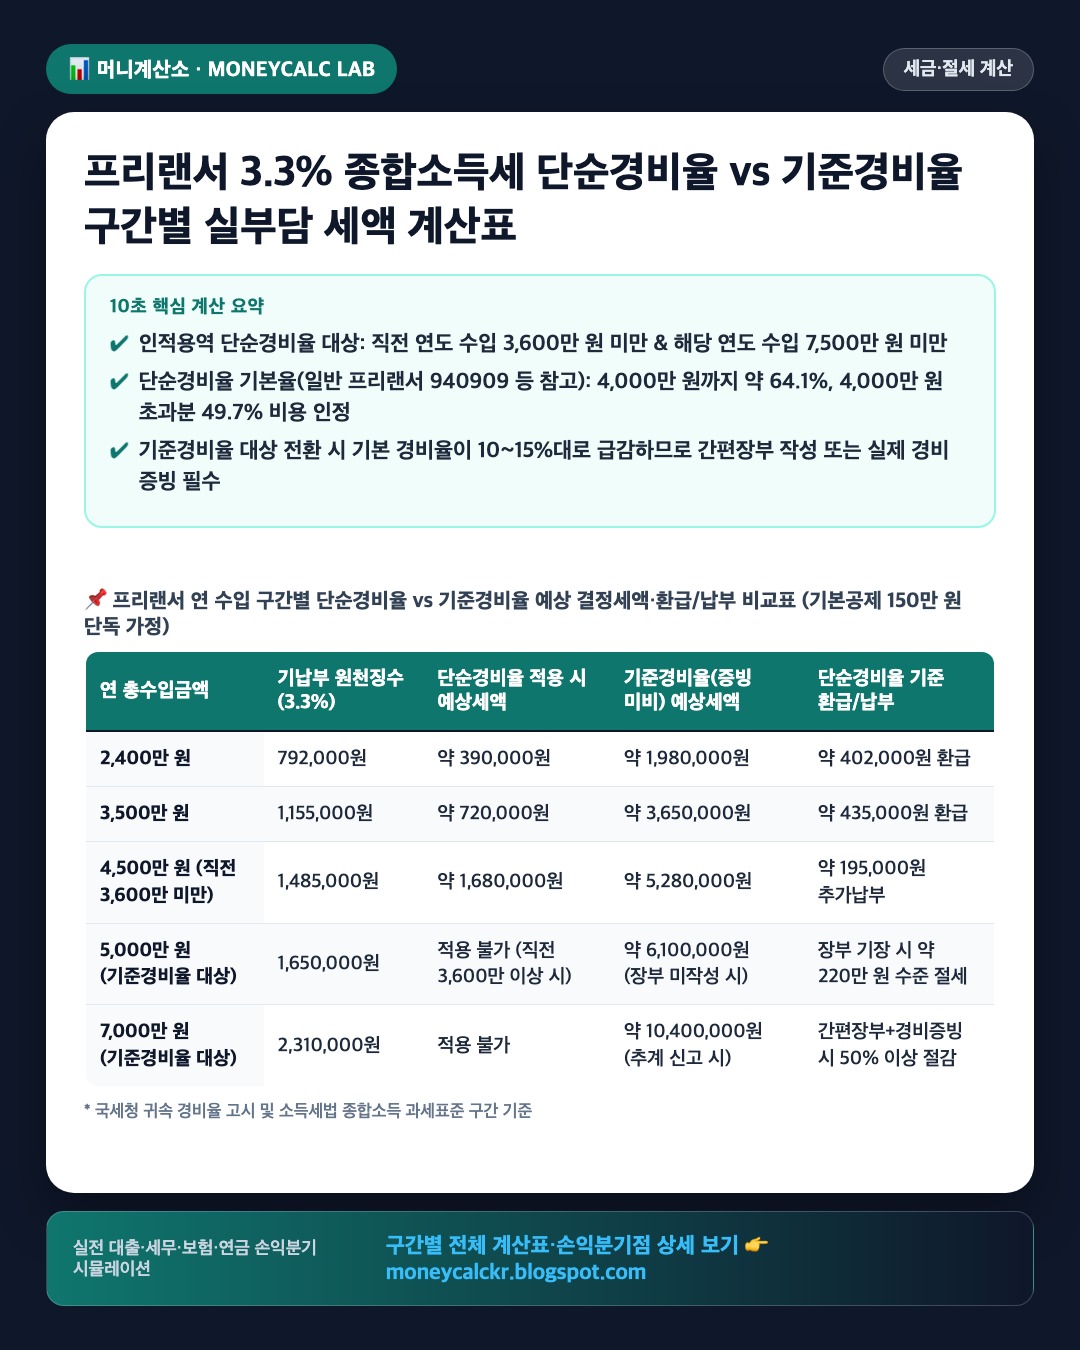 머니계산소 · MONEYCALC LAB
세금·절세 계산
프리랜서 3.3% 종합소득세 단순경비율 vs 기준경비율
구간별 실부담 세액 계산표
10초 핵심 계산 요약
✔ 인적용역 단순경비율 대상: 직전 연도 수입 3,600만 원 미만 & 해당 연도 수입 7,500만 원 미만
✔ 단순경비율 기본율(일반 프리랜서 940909 등 참고): 4,000만 원까지 약 64.1%, 4,000만 원
초과분 49.7% 비용 인정
✔ 기준경비율 대상 전환 시 기본 경비율이 10~15%대로 급감하므로 간편장부 작성 또는 실제 경비
증빙 필수
📌 프리랜서 연 수입 구간별 단순경비율 vs 기준경비율 예상 결정세액·환급/납부 비교표 (기본공제 150만 원
단독 가정)
연 총수입금액
기납부 원천징수
(3.3%)
단순경비율 적용 시
예상세액
기준경비율(증빙
미비) 예상세액
단순경비율 기준
환급/납부
2,400만 원
792,000원
약 390,000원
약 1,980,000원
약 402,000원 환급
3,500만 원
1,155,000원
약 720,000원
약 3,650,000원
약 435,000원 환급
4,500만 원 (직전
3,600만 미만)
1,485,000원
약 1,680,000원
약 5,280,000원
약 195,000원
추가납부
5,000만 원
(기준경비율 대상)
1,650,000원
적용 불가 (직전
3,600만 이상 시)
약 6,100,000원
(장부 미작성 시)
장부 기장 시 약
220만 원 수준 절세
7,000만 원
(기준경비율 대상)
2,310,000원
적용 불가
약 10,400,000원
(추계 신고 시)
간편장부+경비증빙
시 50% 이상 절감
* 국세청 귀속 경비율 고시 및 소득세법 종합소득 과세표준 구간 기준
실전 대출·세무·보험·연금 손익분기
시뮬레이션
구간별 전체 계산표·손익분기점 상세 보기 👉
moneycalckr.blogspot.com